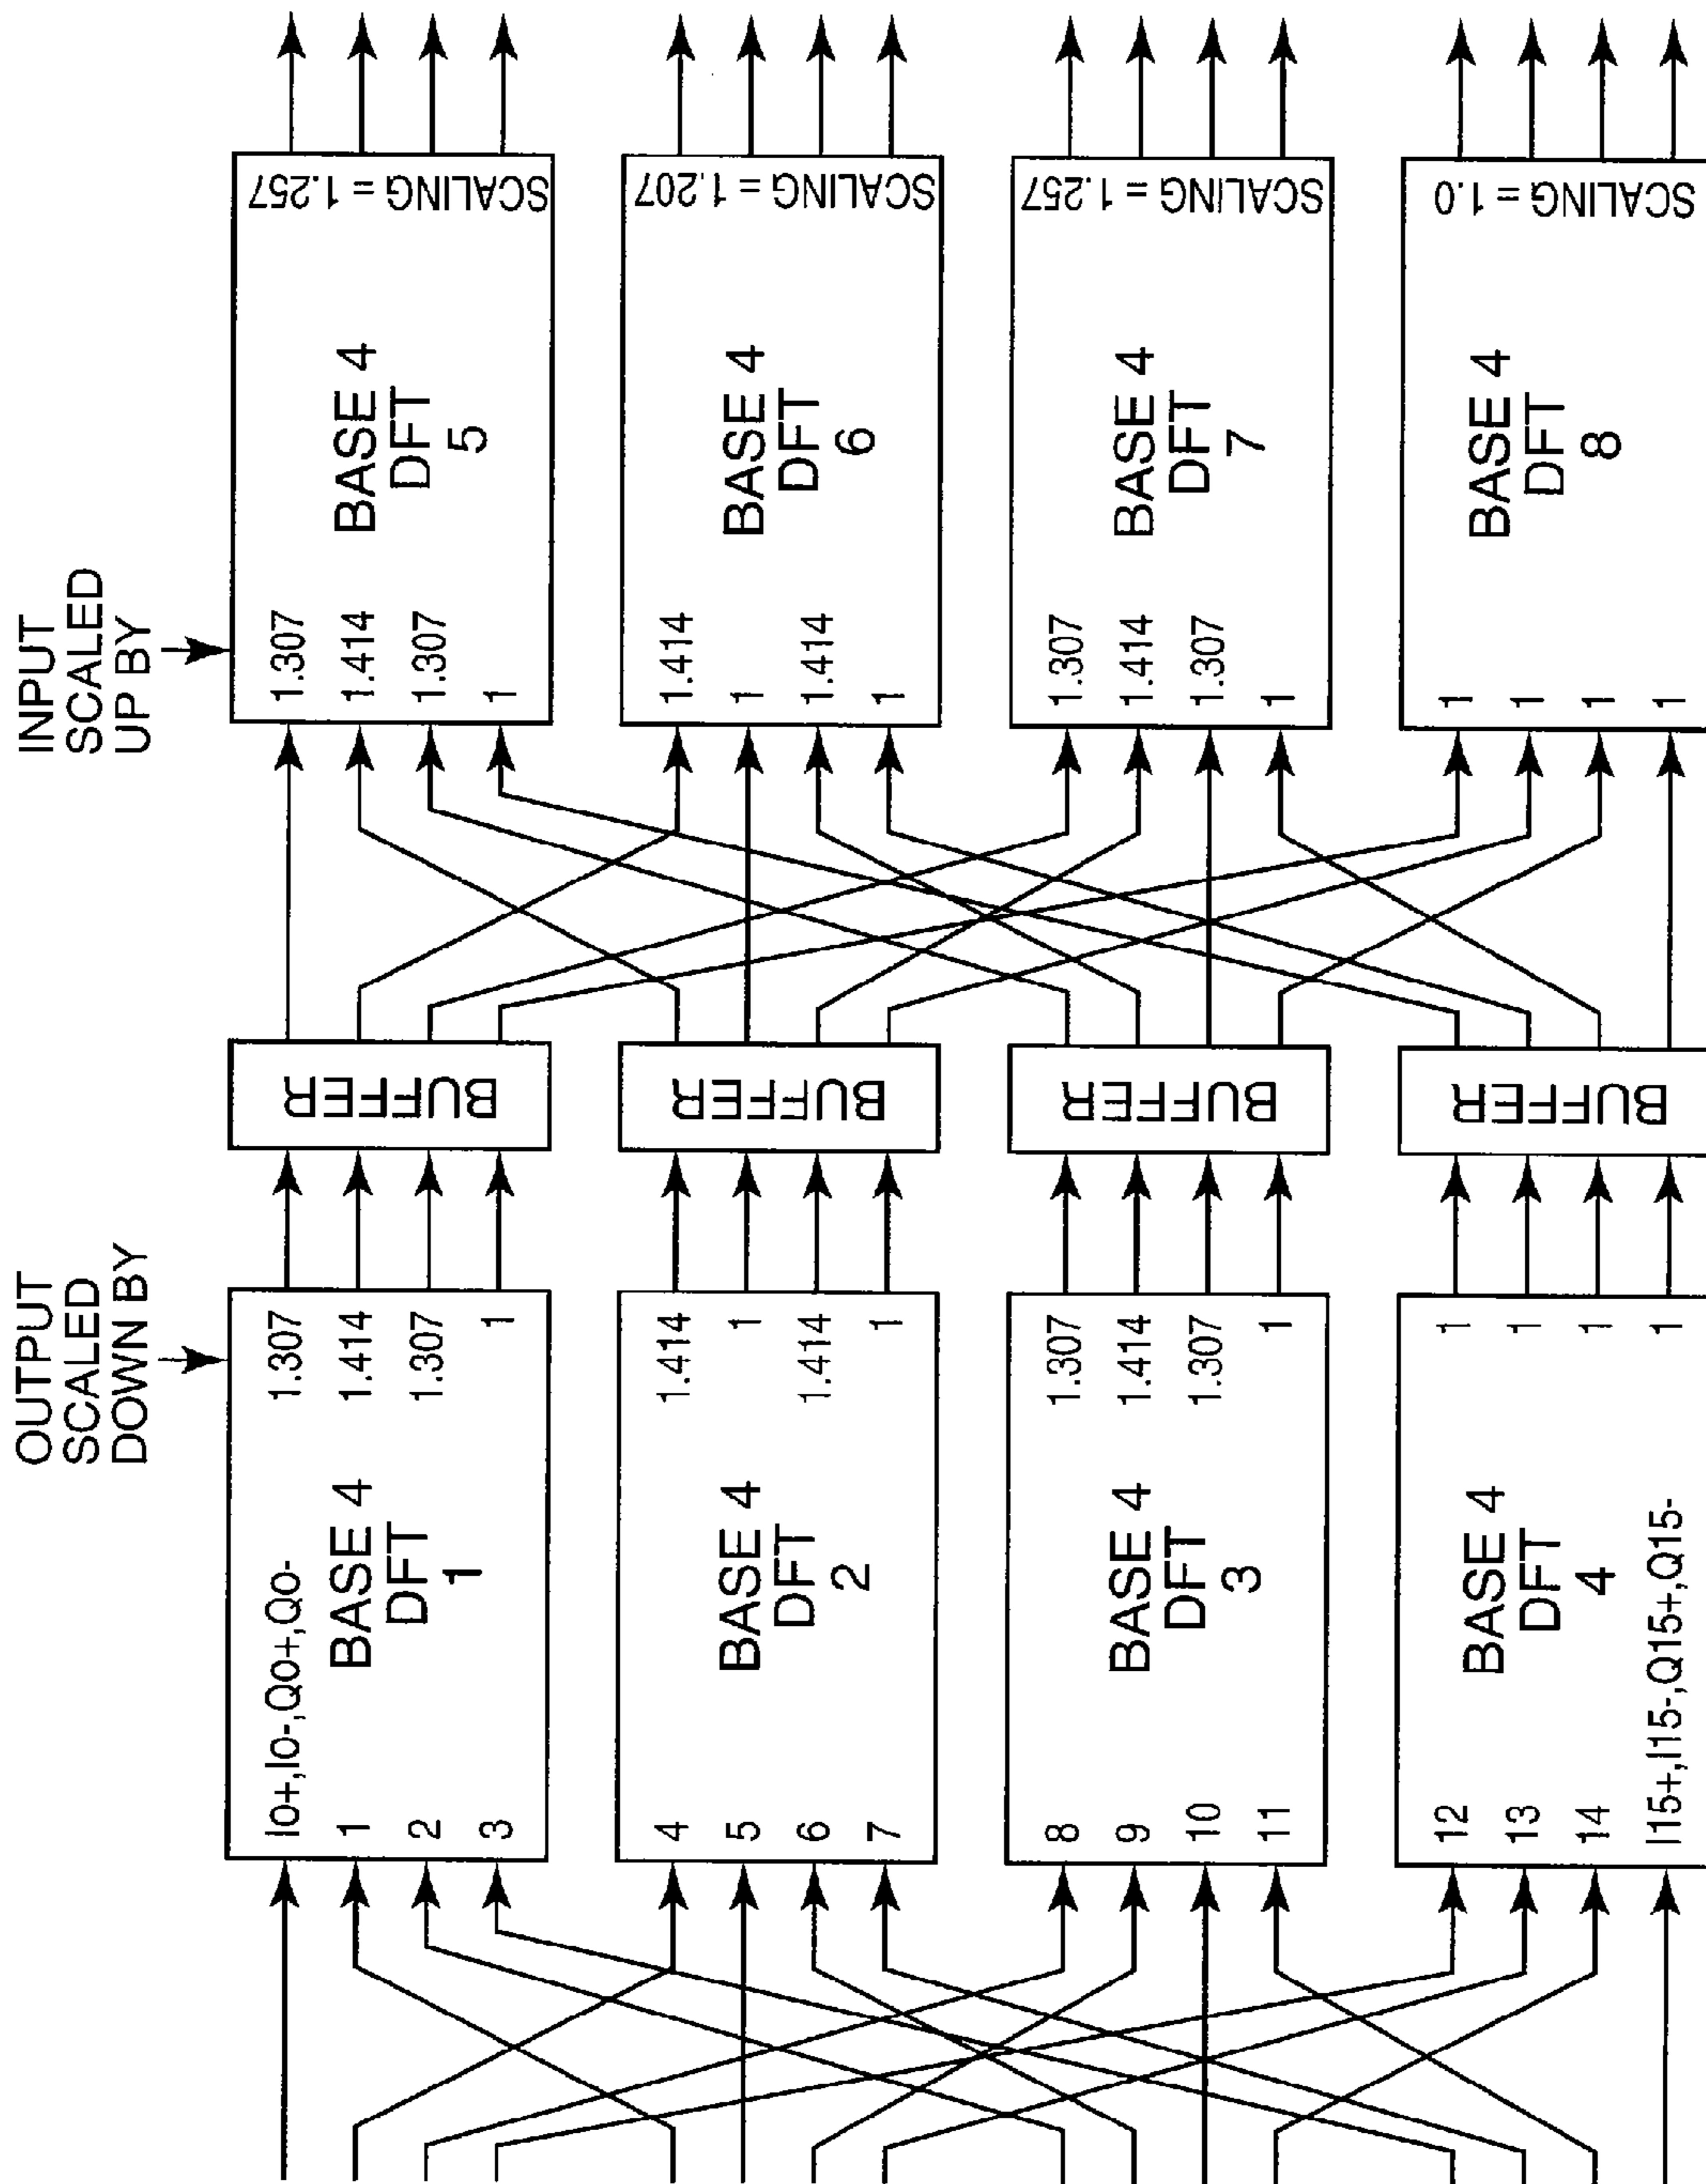 OUTPUT
SCALED
DOWN BY
INPUT
SCALED
UP BY
I0+,I0-,Q0+,Q0-
1
2
3
BASE 4
DFT
1
1.307
1.414
1.307
1
BUFFER
1.307
1.414
1.307
1
BASE 4
DFT
5
SCALING = 1.257
4
5
6
7
BASE 4
DFT
2
1.414
1
1.414
1
BUFFER
1.414
1
1.414
1
BASE 4
DFT
6
SCALING = 1.207
8
9
10
11
BASE 4
DFT
3
1.307
1.414
1.307
1
BUFFER
1.307
1.414
1.307
1
BASE 4
DFT
7
SCALING = 1.257
12
13
14
I15+,I15-,Q15+,Q15-
BASE 4
DFT
4
1
1
1
1
BUFFER
1
1
1
1
BASE 4
DFT
8
SCALING = 1.0